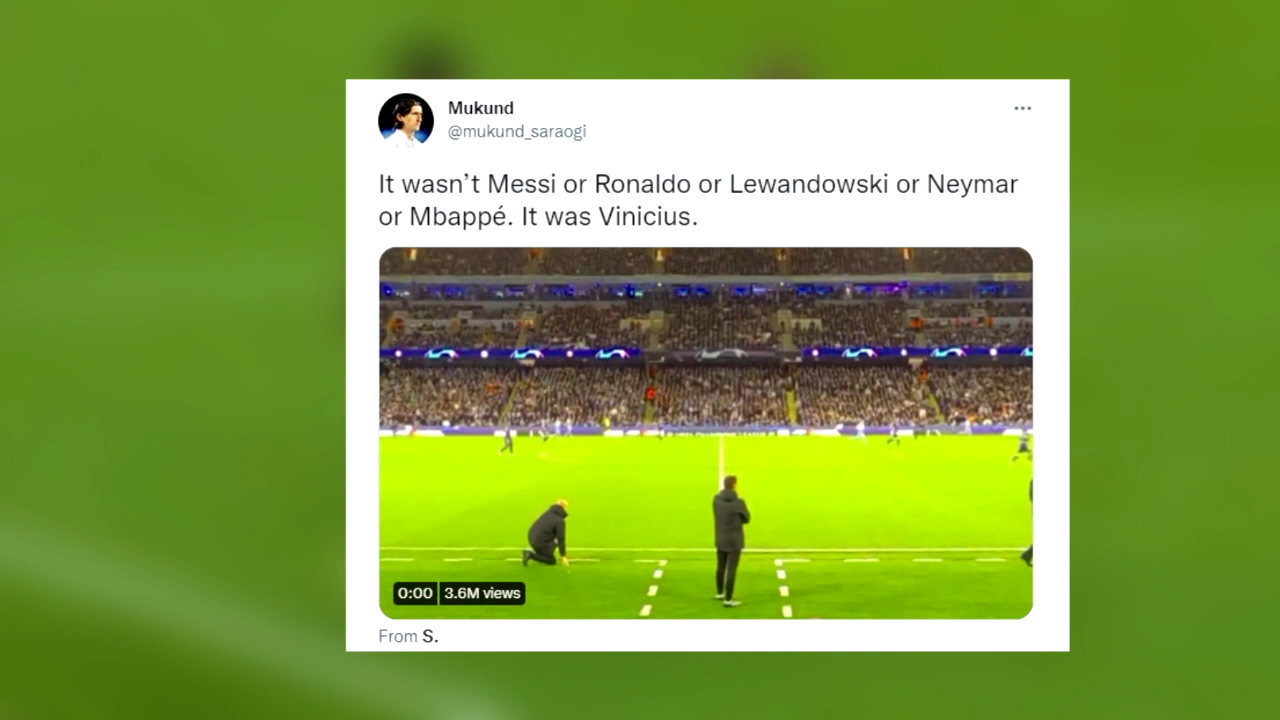 Mukund
@mukund_saraogi
It wasn’t Messi or Ronaldo or Lewandowski or Neymar
or Mbappé. It was Vinicius.
0:00 3.6M views
From S.